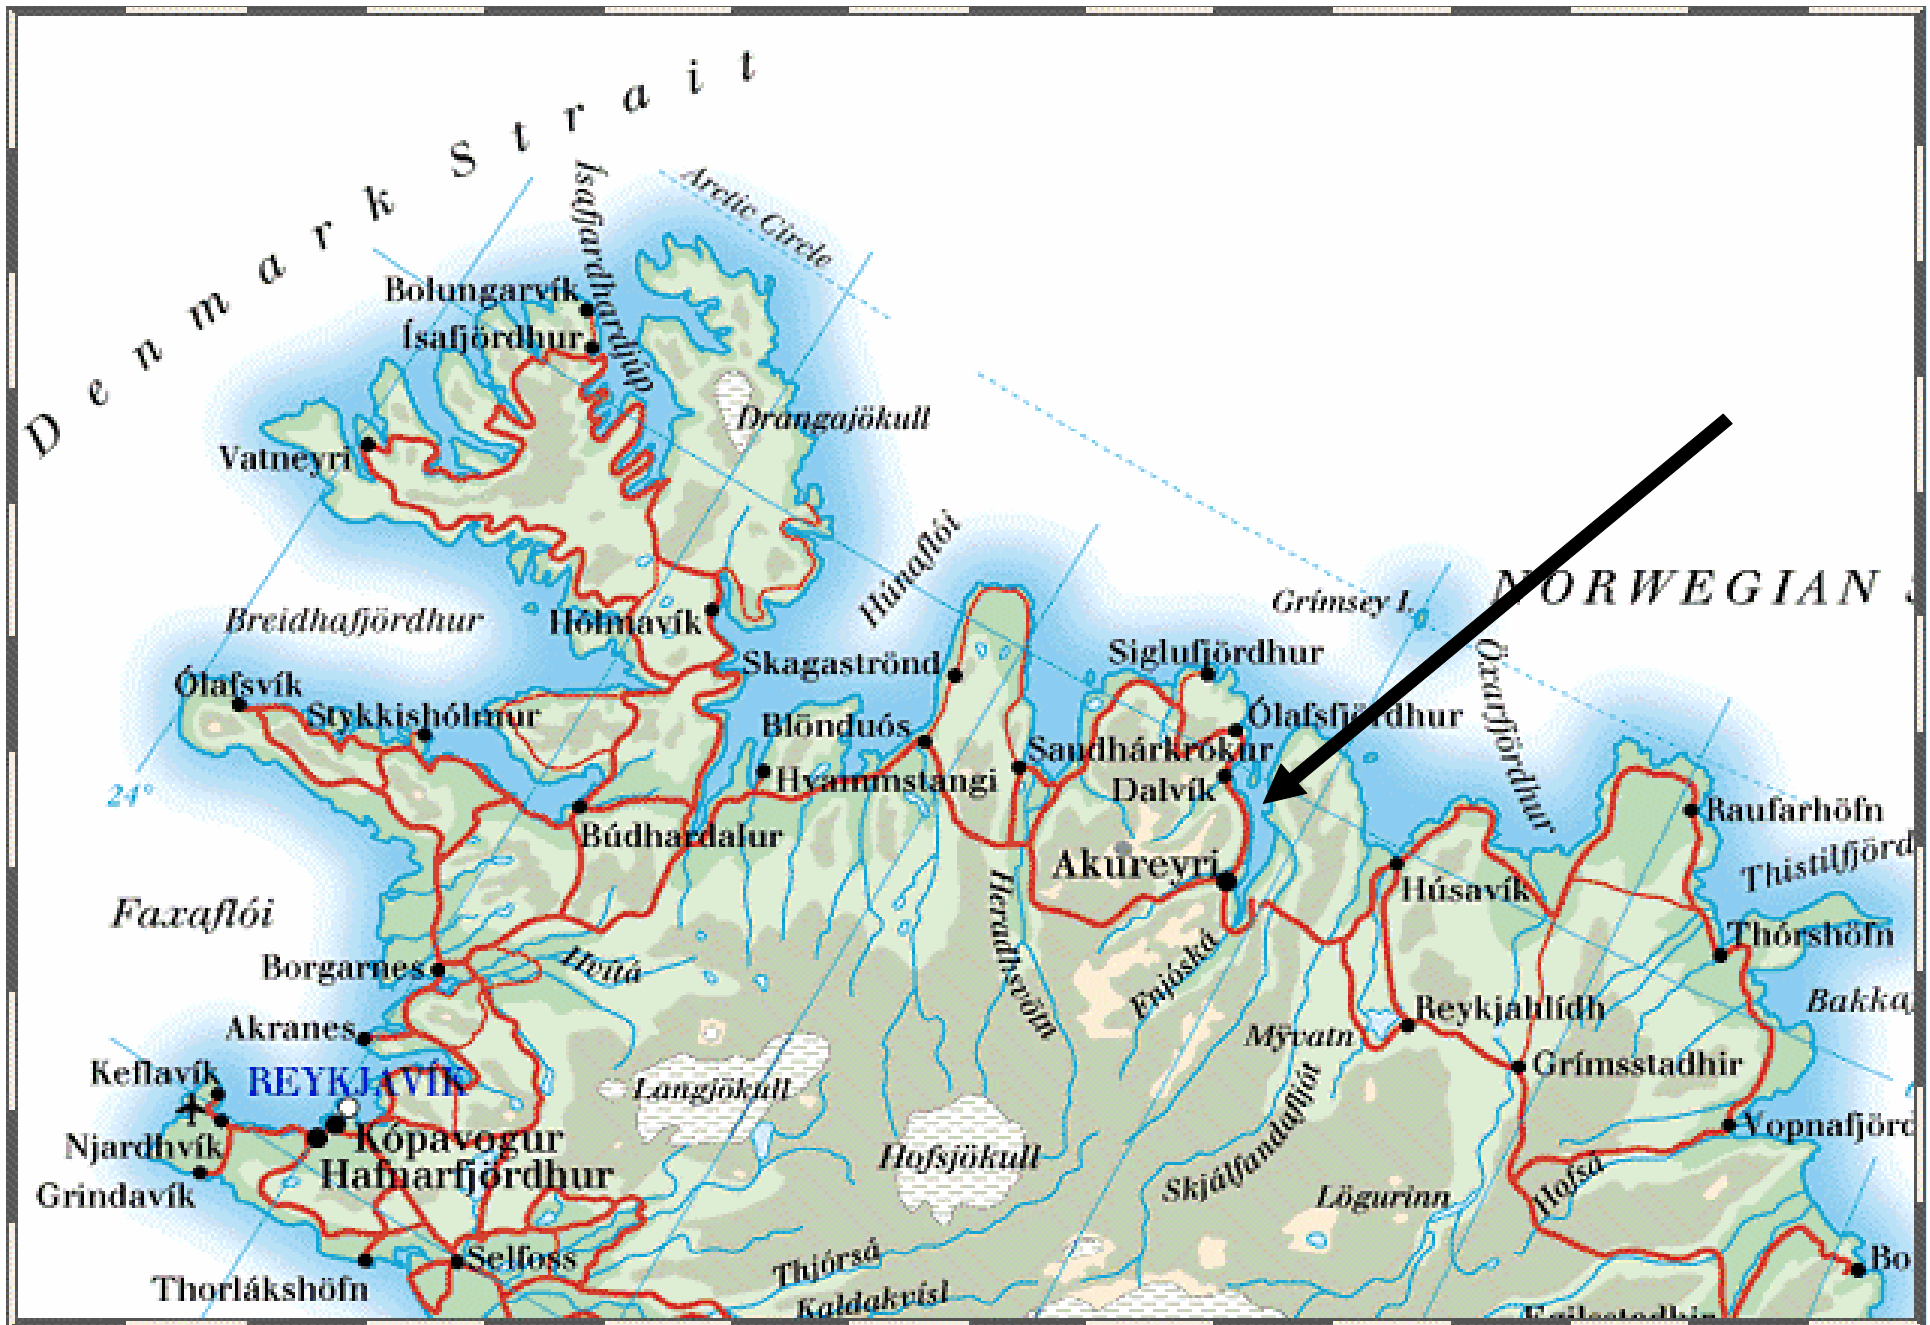 Denmark Strait
Arctic Circle
Ísafjardhardjúp
Bolungarvík
Ísafjördhur
Drangajökull
Vatneyri
Húnaflói
NORWEGIAN
Grímsey I.
Breidhafjördhur
Hólmavík
Siglufjördhur
Öxarfjördhur
Skagaströnd
Ólafsvík
Stykkishólmur
Blönduós
Ólafsfjördhur
Saudhárkrókur
Hvammstangi
Dalvík
24°
Raufarhöfn
Búdhardalur
Akureyri
Thistilfjörd
Húsavík
Faxaflói
Heradhsvötn
Thórshöfn
Borgarnes
Hvítá
Fnjóská
Bakka
Akranes
Reykjahlídh
Mývatn
Keflavík
REYKJAVÍK
Langjökull
Grímsstadhir
Njardhvík
Kópavogur
Vopnafjörd
Hafnarfjördhur
Hofsjökull
Skjálfandafljót
Grindavík
Lögurinn
Hofsá
Selfoss
Thjórsá
Bo
Thorlákshöfn
Kaldakvísl